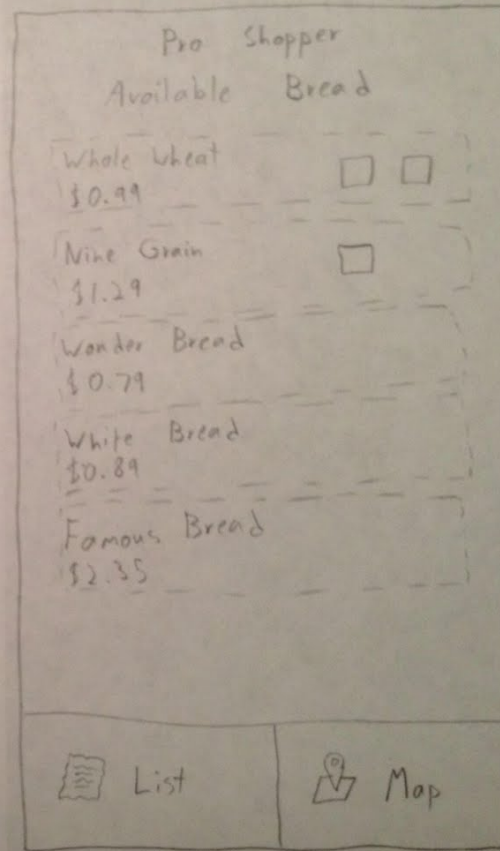 Pro Shopper
Available Bread
Whole Wheat
$0.99
Nine Grain
$1.29
Wonder Bread
$0.79
White Bread
$0.89
Famous Bread
$2.35
List
Map